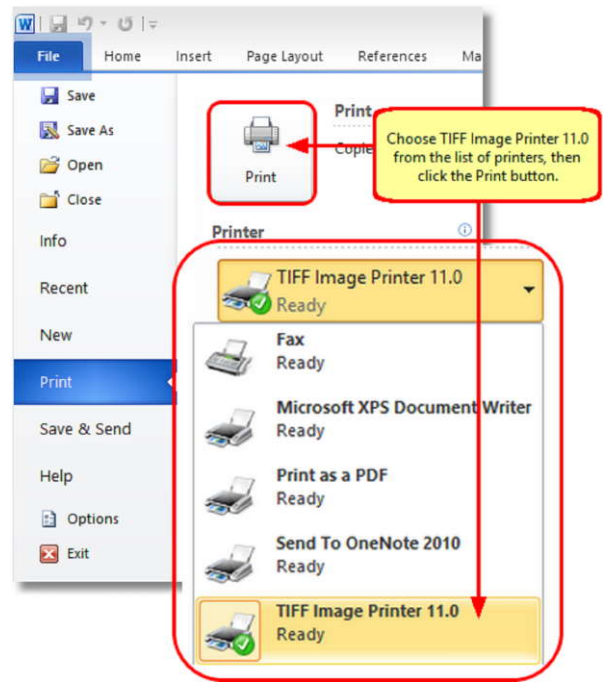 W
File Home Insert Page Layout References Ma
Save
Save As
Open
Close
Info
Recent
New
Print
Save & Send
Help
Options
Exit
Print
Print
Copie
Choose TIFF Image Printer 11.0
from the list of printers, then
click the Print button.
Printer
TIFF Image Printer 11.0
Ready
Fax
Ready
Microsoft XPS Document Writer
Ready
Print as a PDF
Ready
Send To OneNote 2010
Ready
TIFF Image Printer 11.0
Ready